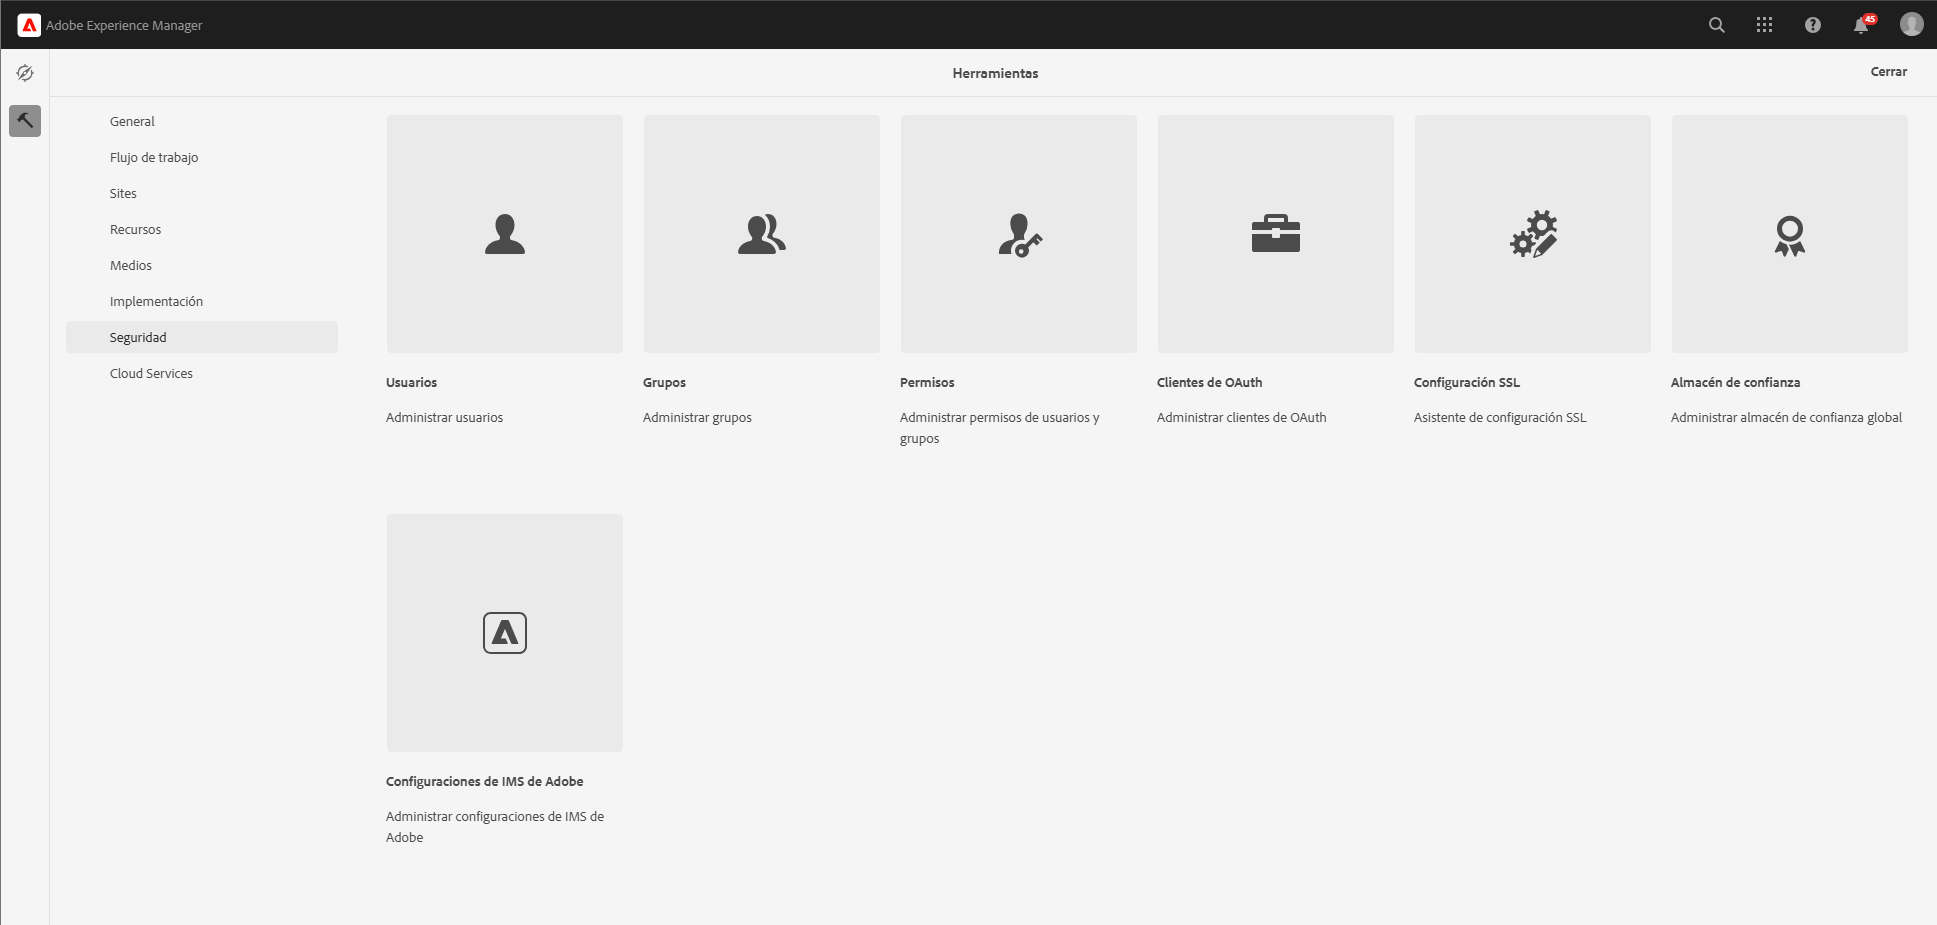 Adobe Experience Manager
45
Herramientas
Cerrar
General
Flujo de trabajo
Sites
Recursos
Medios
Implementación
Seguridad
Cloud Services
Usuarios
Administrar usuarios
Grupos
Administrar grupos
Permisos
Administrar permisos de usuarios y
grupos
Clientes de OAuth
Administrar clientes de OAuth
Configuración SSL
Asistente de configuración SSL
Almacén de confianza
Administrar almacén de confianza global
Configuraciones de IMS de Adobe
Administrar configuraciones de IMS de
Adobe